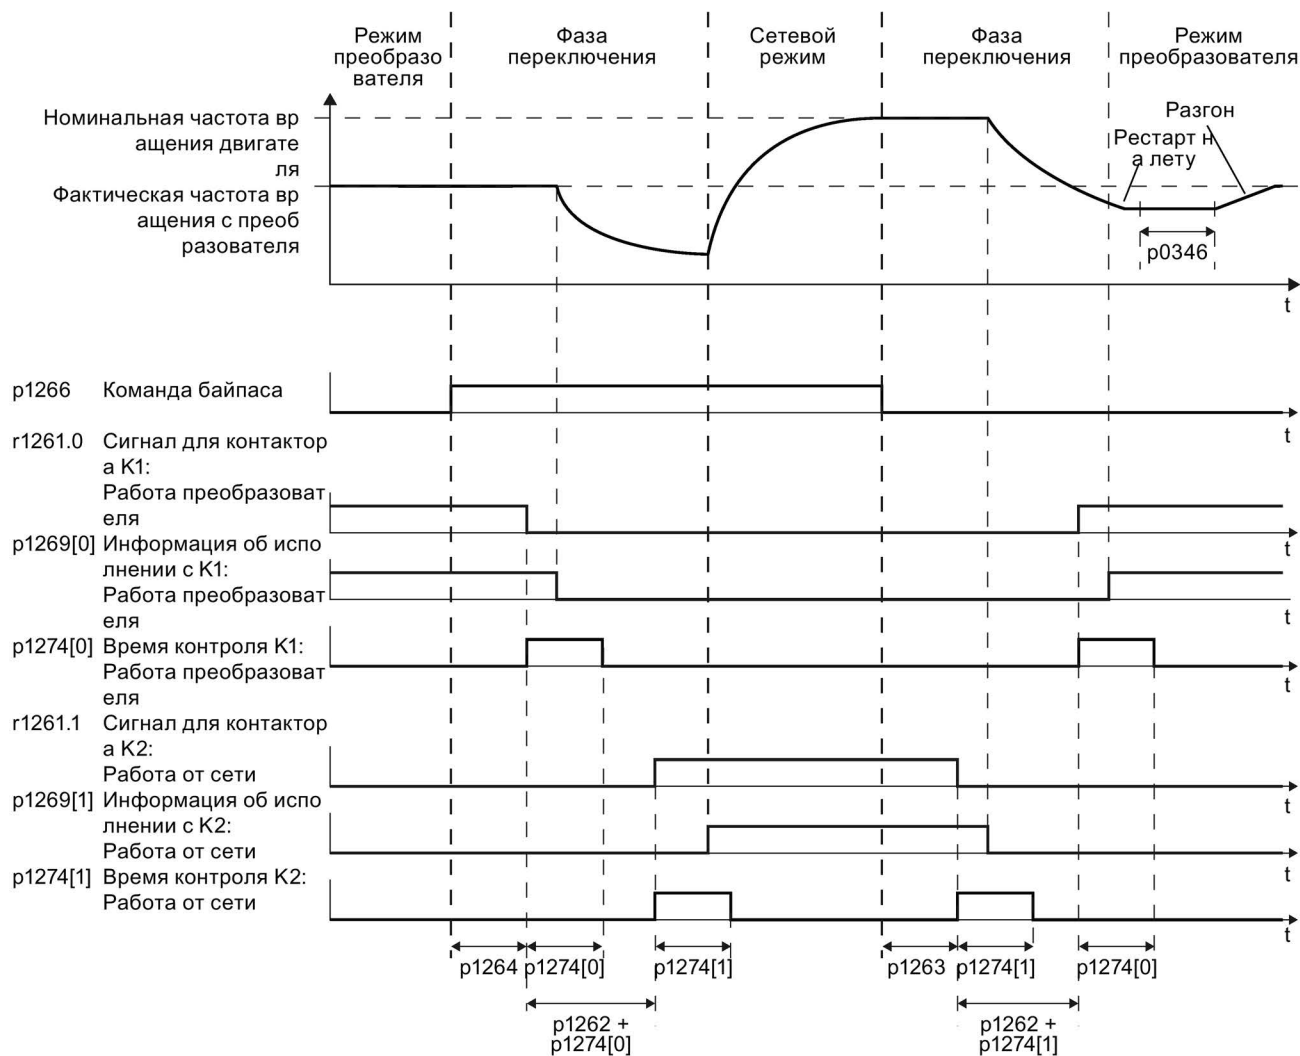 Режим
преобразо
вателя
Фаза
переключения
Сетевой
режим
Фаза
переключения
Режим
преобразователя
Номинальная частота вр
ащения двигате
ля
Фактическая частота вр
ащения с преоб
разователя
Разгон
Рестарт н
а лету
p0346
t
p1266 Команда байпаса
t
r1261.0 Сигнал для контактор
а K1:
Работа преобразоват
еля
t
p1269[0] Информация об испо
лнении с K1:
Работа преобразоват
еля
t
p1274[0] Время контроля K1:
Работа преобразоват
еля
t
r1261.1 Сигнал для контактор
а K2:
Работа от сети
t
p1269[1] Информация об испо
лнении с K2:
Работа от сети
t
p1274[1] Время контроля K2:
Работа от сети
t
p1264 p1274[0] p1274[1] p1263 p1274[1] p1274[0]
p1262 +
p1274[0]
p1262 +
p1274[1]